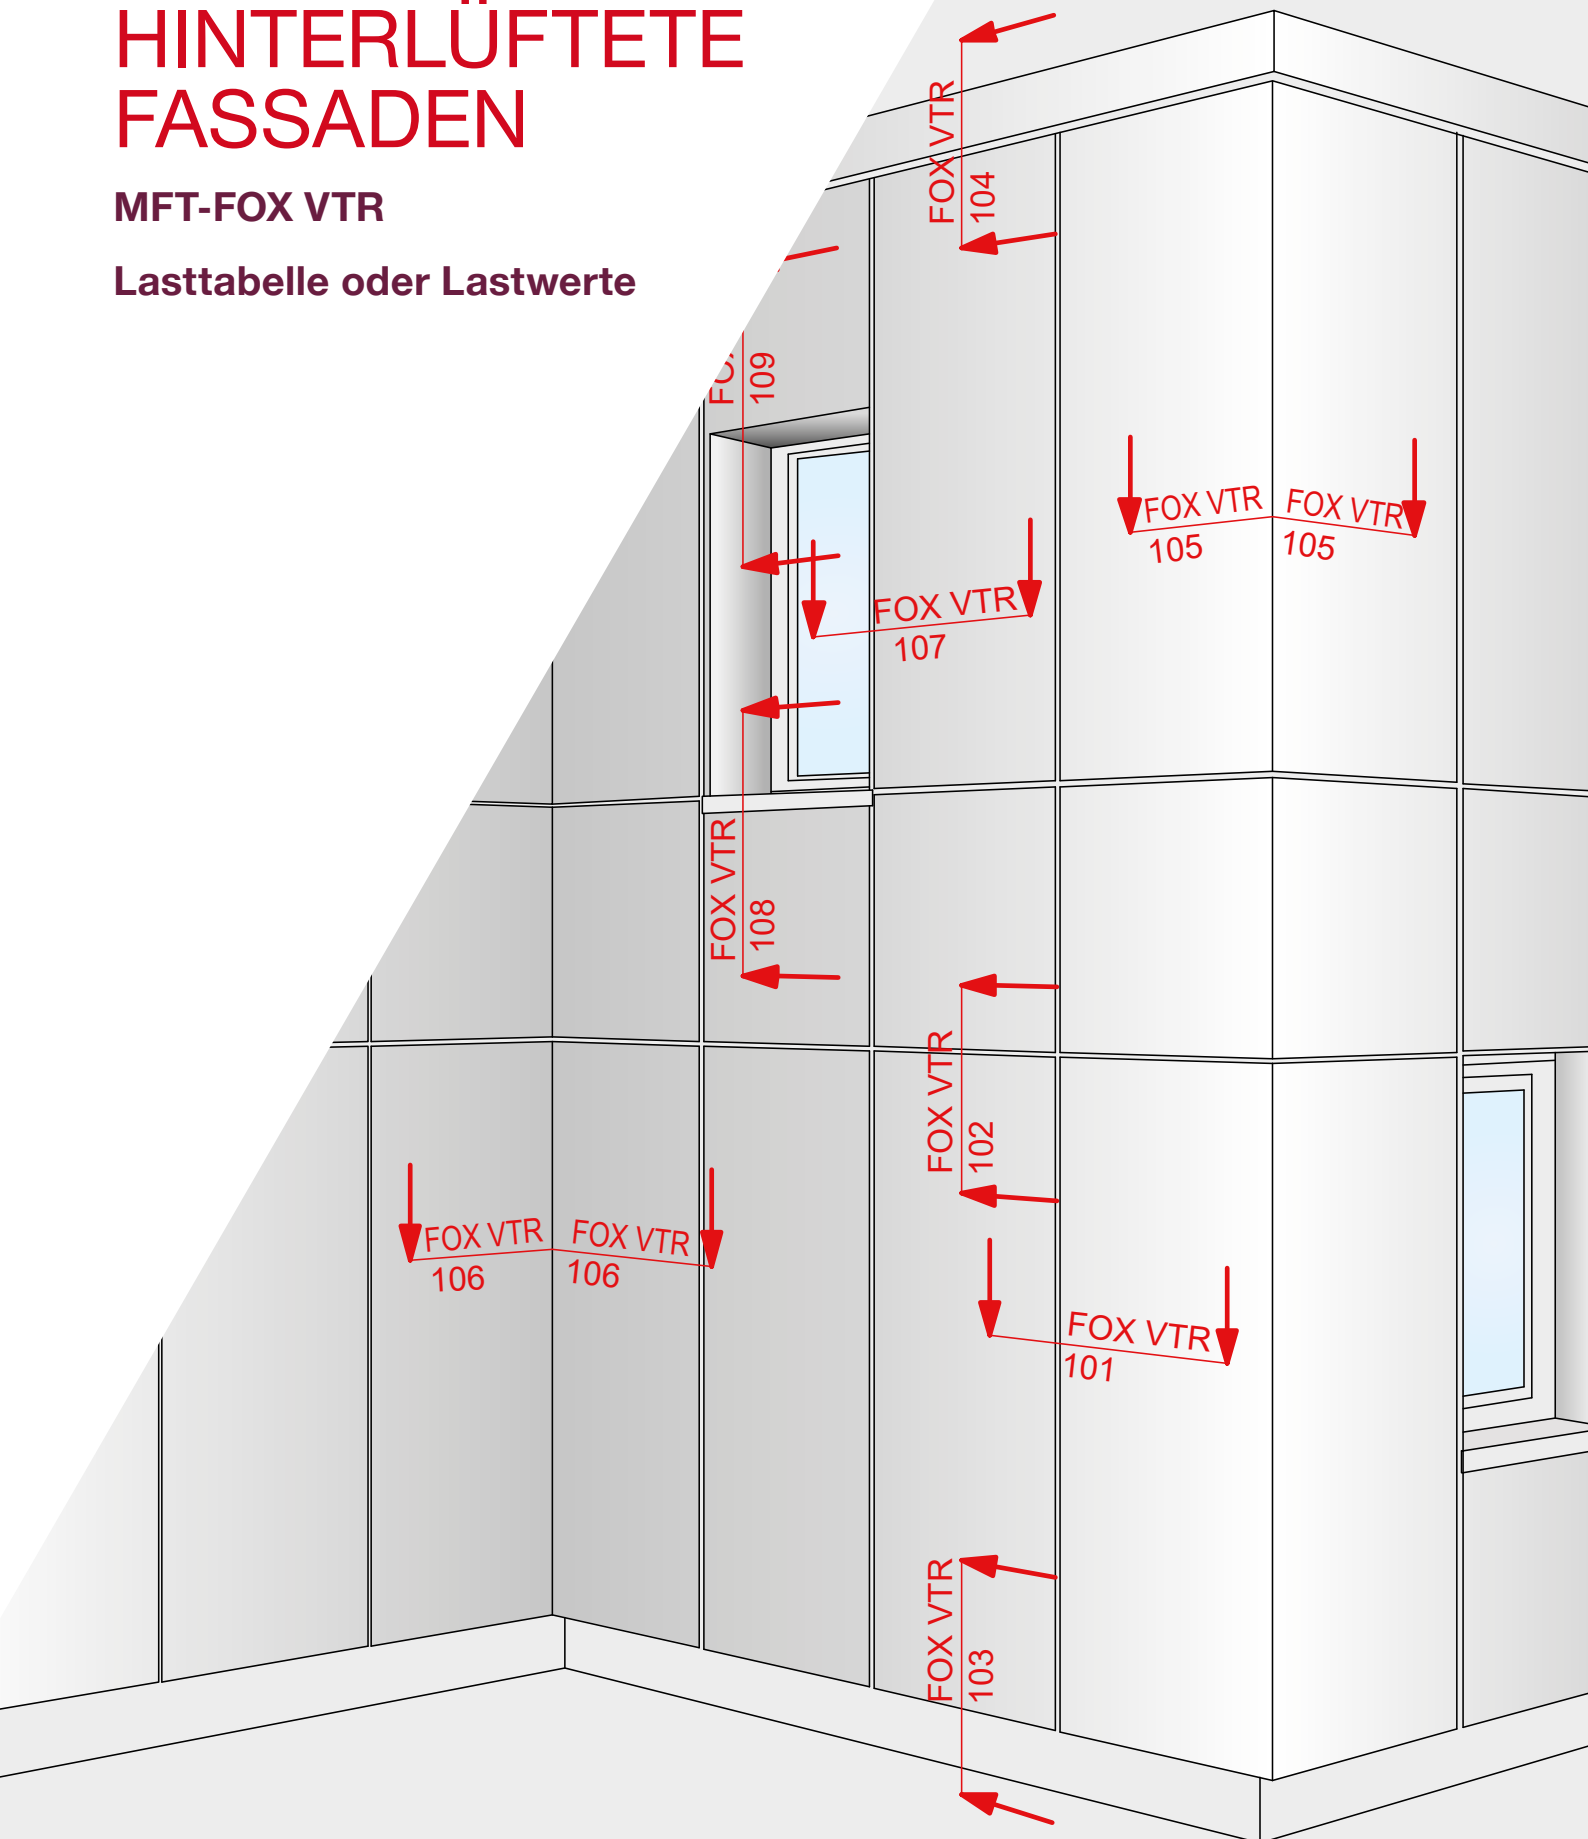 HINTERLÜFTETE
FASSADEN
MFT-FOX VTR
Lasttabelle oder Lastwerte
FOX VTR
104
109
FOX VTR
105
FOX VTR
105
FOX VTR
107
FOX VTR
108
FOX VTR
102
FOX VTR
106
FOX VTR
106
FOX VTR
101
FOX VTR
103